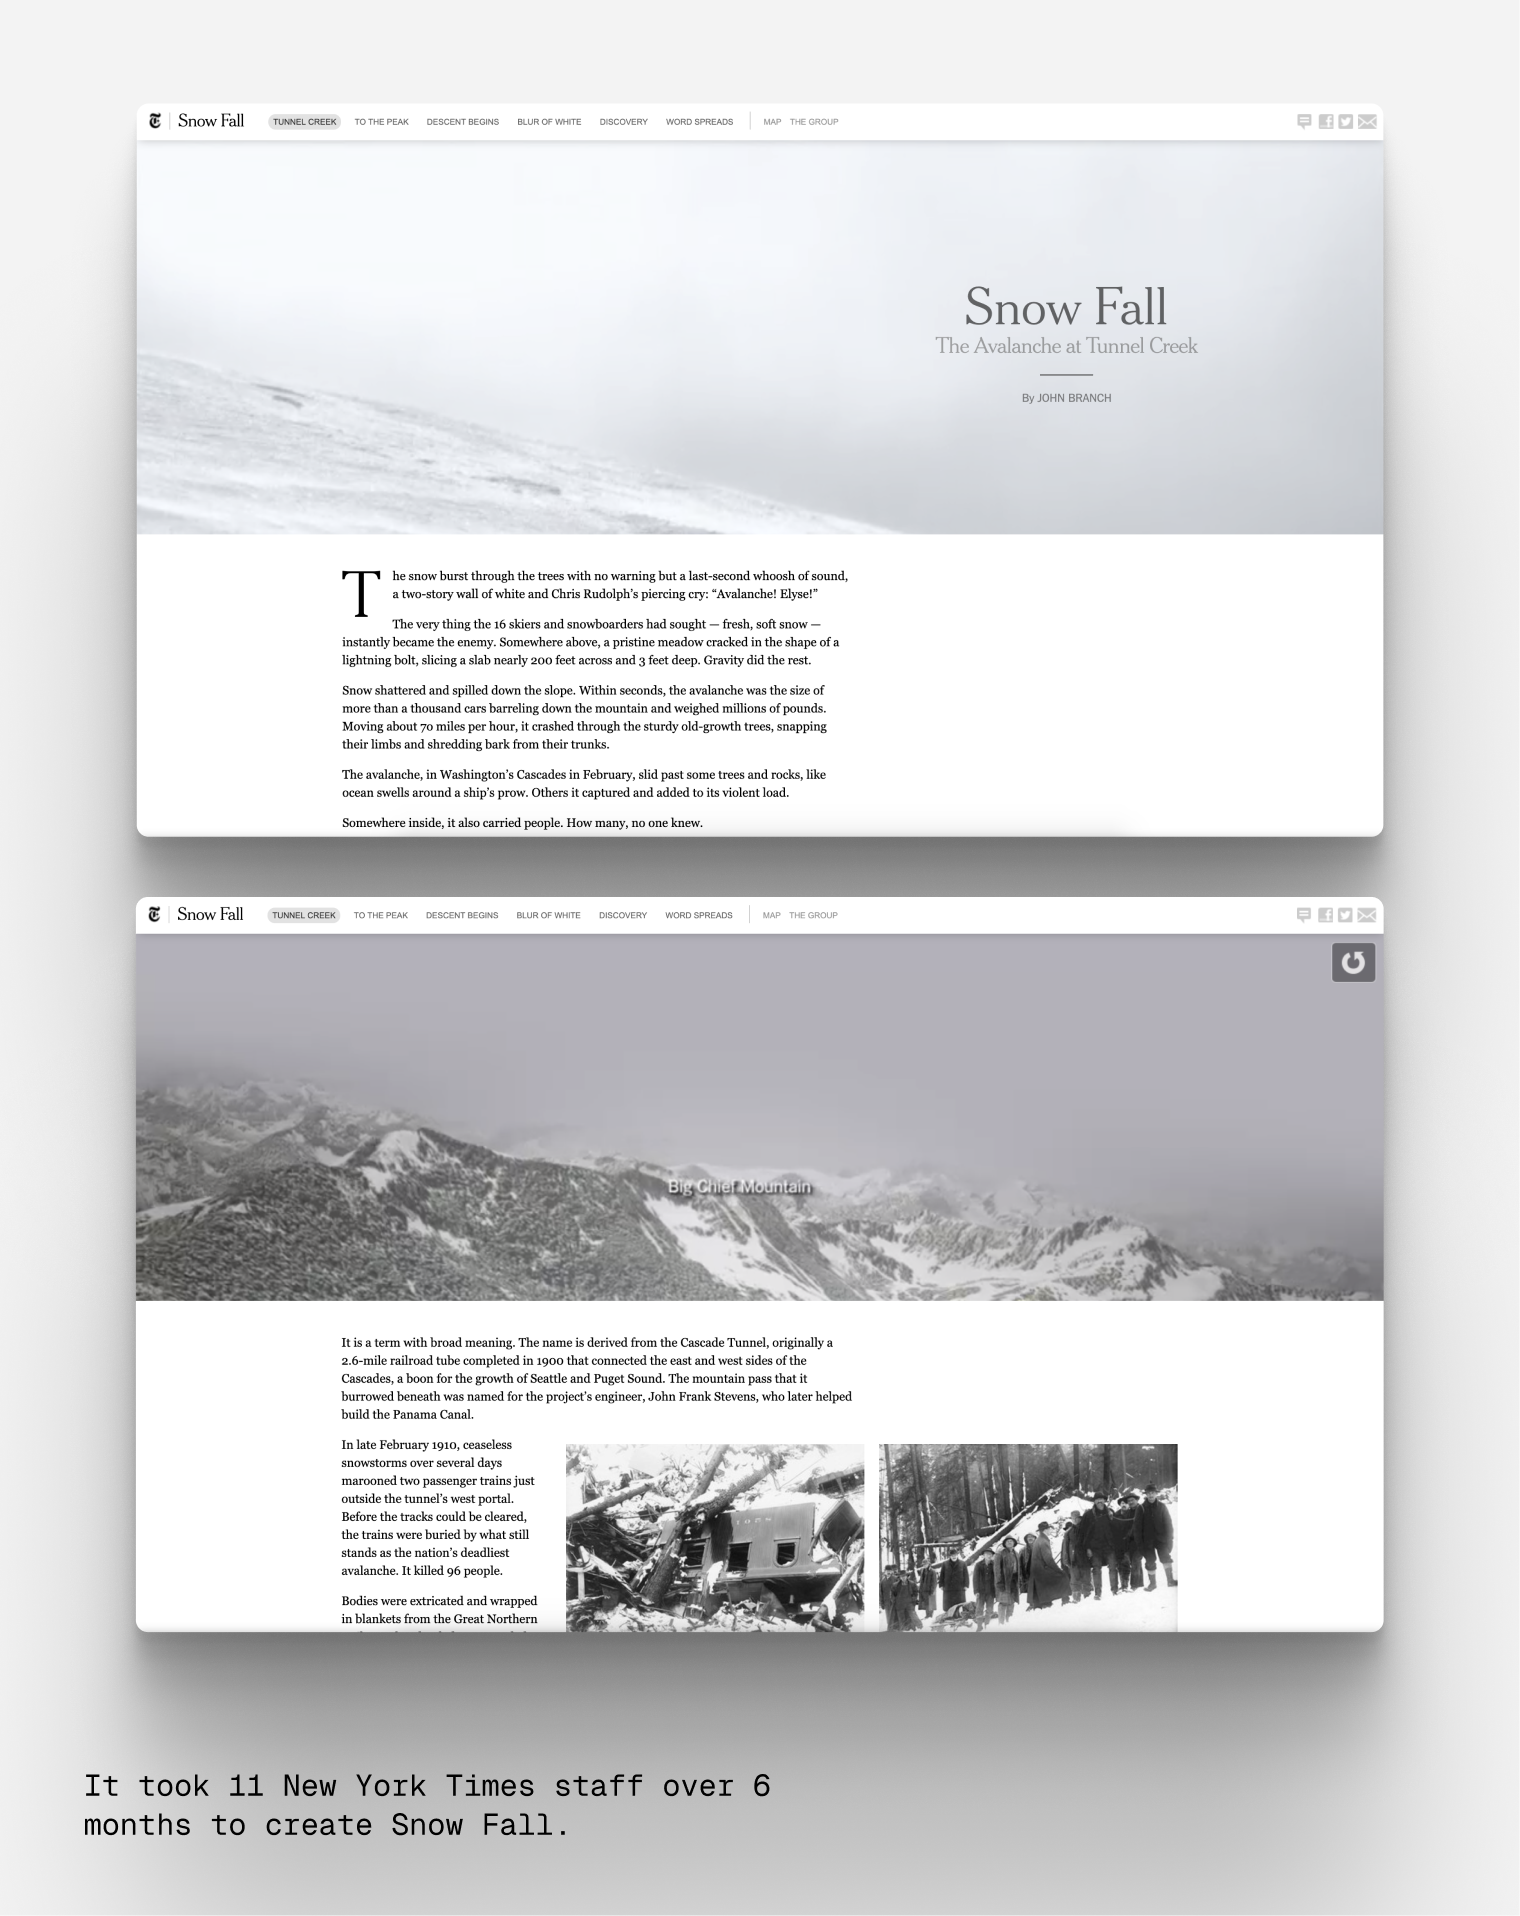 Snow Fall TUNNEL CREEK TO THE PEAK DESCENT BEGINS BLUR OF WHITE DISCOVERY WORD SPREADS MAP THE GROUP
Snow Fall
The Avalanche at Tunnel Creek
By JOHN BRANCH
The snow burst through the trees with no warning but a last-second whoosh of sound,
a two-story wall of white and Chris Rudolph’s piercing cry: “Avalanche! Elyse!”
The very thing the 16 skiers and snowboarders had sought — fresh, soft snow —
instantly became the enemy. Somewhere above, a pristine meadow cracked in the shape of a
lightning bolt, slicing a slab nearly 200 feet across and 3 feet deep. Gravity did the rest.
Snow shattered and spilled down the slope. Within seconds, the avalanche was the size of
more than a thousand cars barreling down the mountain and weighed millions of pounds.
Moving about 70 miles per hour, it crashed through the sturdy old-growth trees, snapping
their limbs and shredding bark from their trunks.
The avalanche, in Washington’s Cascades in February, slid past some trees and rocks, like
ocean swells around a ship’s prow. Others it captured and added to its violent load.
Somewhere inside, it also carried people. How many, no one knew.
Snow Fall TUNNEL CREEK TO THE PEAK DESCENT BEGINS BLUR OF WHITE DISCOVERY WORD SPREADS MAP THE GROUP
Big Chief Mountain
It is a term with broad meaning. The name is derived from the Cascade Tunnel, originally a
2.6-mile railroad tube completed in 1900 that connected the east and west sides of the
Cascades, a boon for the growth of Seattle and Puget Sound. The mountain pass that it
burrowed beneath was named for the project’s engineer, John Frank Stevens, who later helped
build the Panama Canal.
In late February 1910, ceaseless
snowstorms over several days
marooned two passenger trains just
outside the tunnel’s west portal.
Before the tracks could be cleared,
the trains were buried by what still
stands as the nation’s deadliest
avalanche. It killed 96 people.
Bodies were extricated and wrapped
in blankets from the Great Northern
It took 11 New York Times staff over 6
months to create Snow Fall.